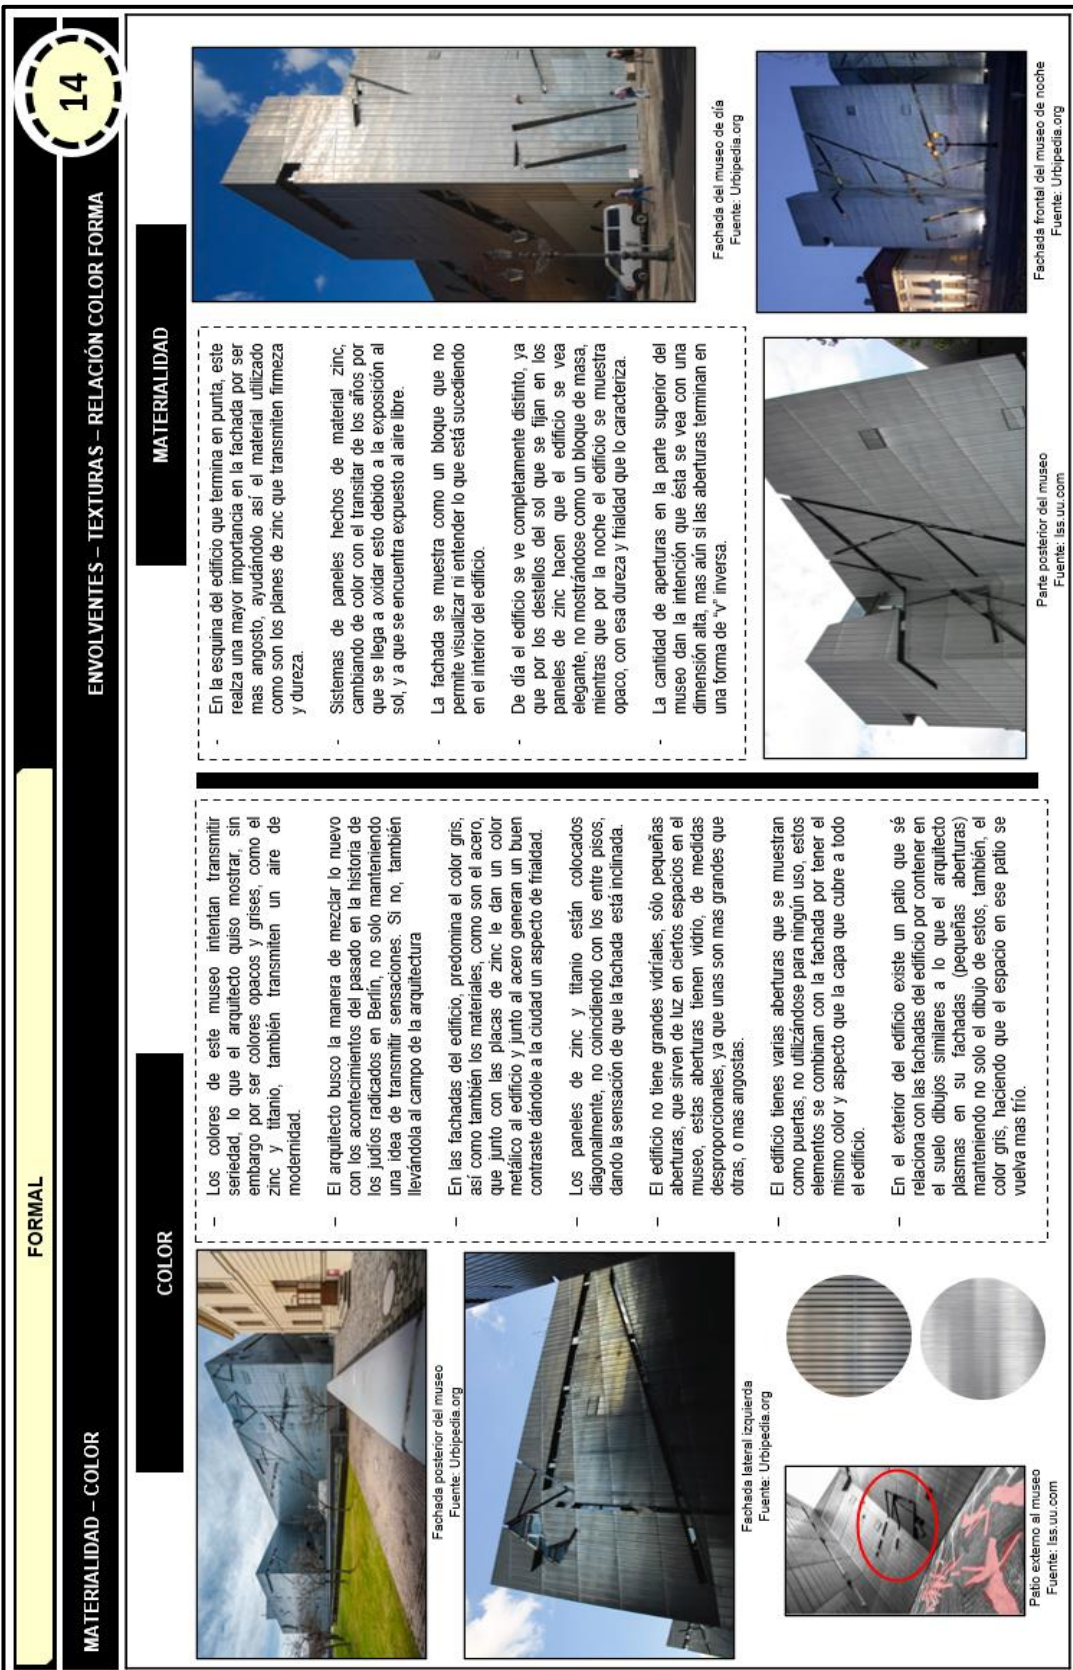 FORMAL
14
MATERIALIDAD – COLOR
ENVOLVENTES – TEXTURAS – RELACIÓN COLOR FORMA
COLOR
Fachada posterior del museo
Fuente: Urbipedia.org
Fachada lateral izquierda
Fuente: Urbipedia.org
Patio externo al museo
Fuente: Iss.uu.com
– Los colores de este museo intentan transmitir
seriedad, lo que el arquitecto quiso mostrar, sin
embargo por ser colores opacos y grises, como el
zinc y titanio, también transmiten un aire de
modernidad.
– El arquitecto busco la manera de mezclar lo nuevo
con los acontecimientos del pasado en la historia de
los judíos radicados en Berlín, no solo manteniendo
una idea de transmitir sensaciones. Si no, también
llevándola al campo de la arquitectura
– En las fachadas del edificio, predomina el color gris,
así como también los materiales, como son el acero,
que junto con las placas de zinc le dan un color
metálico al edificio y junto al acero generan un buen
contraste dándole a la ciudad un aspecto de frialdad.
– Los paneles de zinc y titanio están colocados
diagonalmente, no coincidiendo con los entre pisos,
dando la sensación de que la fachada está inclinada.
– El edificio no tiene grandes vidríales, sólo pequeñas
aberturas, que sirven de luz en ciertos espacios en el
museo, estas aberturas tienen vidrio, de medidas
desproporcionales, ya que unas son mas grandes que
otras, o mas angostas.
– El edificio tienes varias aberturas que se muestran
como puertas, no utilizándose para ningún uso, estos
elementos se combinan con la fachada por tener el
mismo color y aspecto que la capa que cubre a todo
el edificio.
– En el exterior del edificio existe un patio que sé
relaciona con las fachadas del edificio por contener en
el suelo dibujos similares a lo que el arquitecto
plasmas en su fachadas (pequeñas aberturas)
manteniendo no solo el dibujo de estos, también, el
color gris, haciendo que el espacio en ese patio se
vuelva mas frío.
MATERIALIDAD
- En la esquina del edificio que termina en punta, este
realza una mayor importancia en la fachada por ser
mas angosto, ayudándolo así el material utilizado
como son los planes de zinc que transmiten firmeza
y dureza.
- Sistemas de paneles hechos de material zinc,
cambiando de color con el transitar de los años por
que se llega a oxidar esto debido a la exposición al
sol, y a que se encuentra expuesto al aire libre.
- La fachada se muestra como un bloque que no
permite visualizar ni entender lo que está sucediendo
en el interior del edificio.
- De día el edificio se ve completamente distinto, ya
que por los destellos del sol que se fijan en los
paneles de zinc hacen que el edificio se vea
elegante, no mostrándose como un bloque de masa,
mientras que por la noche el edificio se muestra
opaco, con esa dureza y frialdad que lo caracteriza.
- La cantidad de aperturas en la parte superior del
museo dan la intención que ésta se vea con una
dimensión alta, mas aún si las aberturas terminan en
una forma de “v” inversa.
Fachada del museo de día
Fuente: Urbipedia.org
Parte posterior del museo
Fuente: Iss.uu.com
Fachada frontal del museo de noche
Fuente: Urbipedia.org